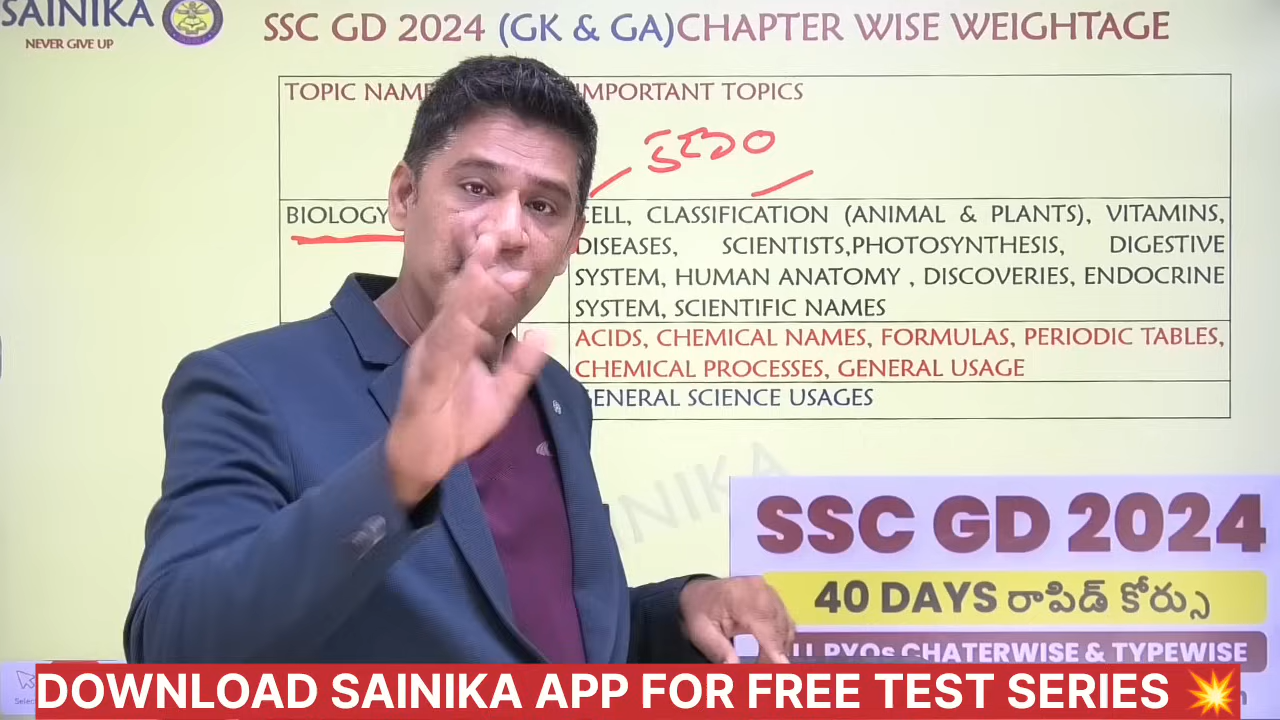 SAINIKA
NEVER GIVE UP
SSC GD 2024 (GK & GA)CHAPTER WISE WEIGHTAGE
TOPIC NAME
IMPORTANT TOPICS
BIOLOGY
CELL, CLASSIFICATION (ANIMAL & PLANTS), VITAMINS,
DISEASES, SCIENTISTS,PHOTOSYNTHESIS, DIGESTIVE
SYSTEM, HUMAN ANATOMY , DISCOVERIES, ENDOCRINE
SYSTEM, SCIENTIFIC NAMES
ACIDS, CHEMICAL NAMES, FORMULAS, PERIODIC TABLES,
CHEMICAL PROCESSES, GENERAL USAGE
GENERAL SCIENCE USAGES
SSC GD 2024
40 DAYS రాపిడ్ కోర్సు
PYQs CHATERWISE & TYPEWISE
DOWNLOAD SAINIKA APP FOR FREE TEST SERIES 💥